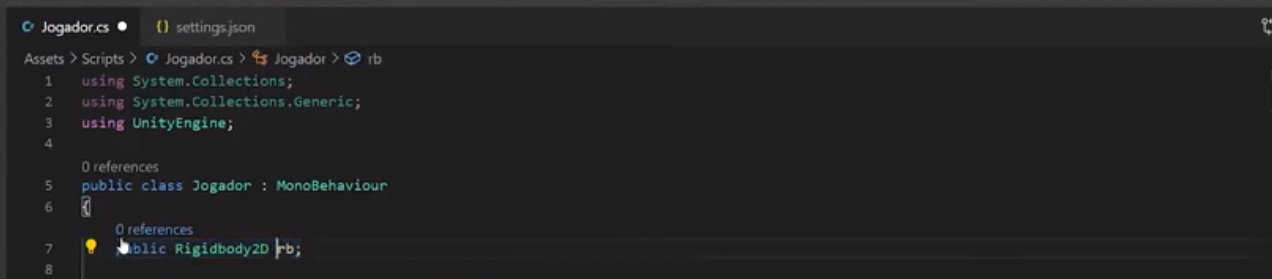 Jogador.cs settings.json
Assets > Scripts > Jogador.cs > Jogador > rb
1 using System.Collections;
2 using System.Collections.Generic;
3 using UnityEngine;
4
0 references
5 public class Jogador : MonoBehaviour
6 {
0 references
7 public Rigidbody2D rb;
8